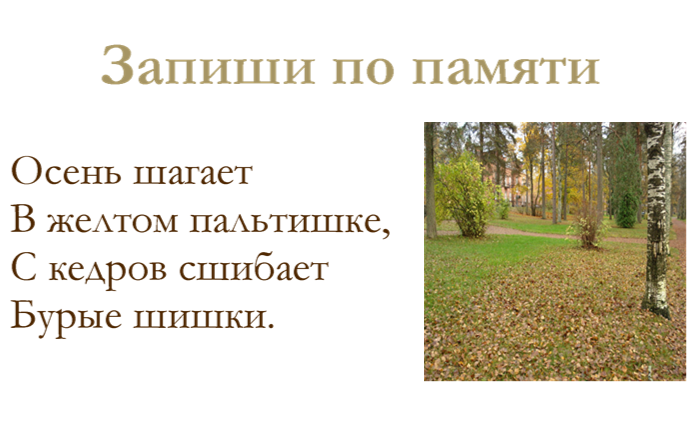 Запиши по памяти
Осень шагает
В желтом пальтишке,
С кедров сшибает
Бурые шишки.